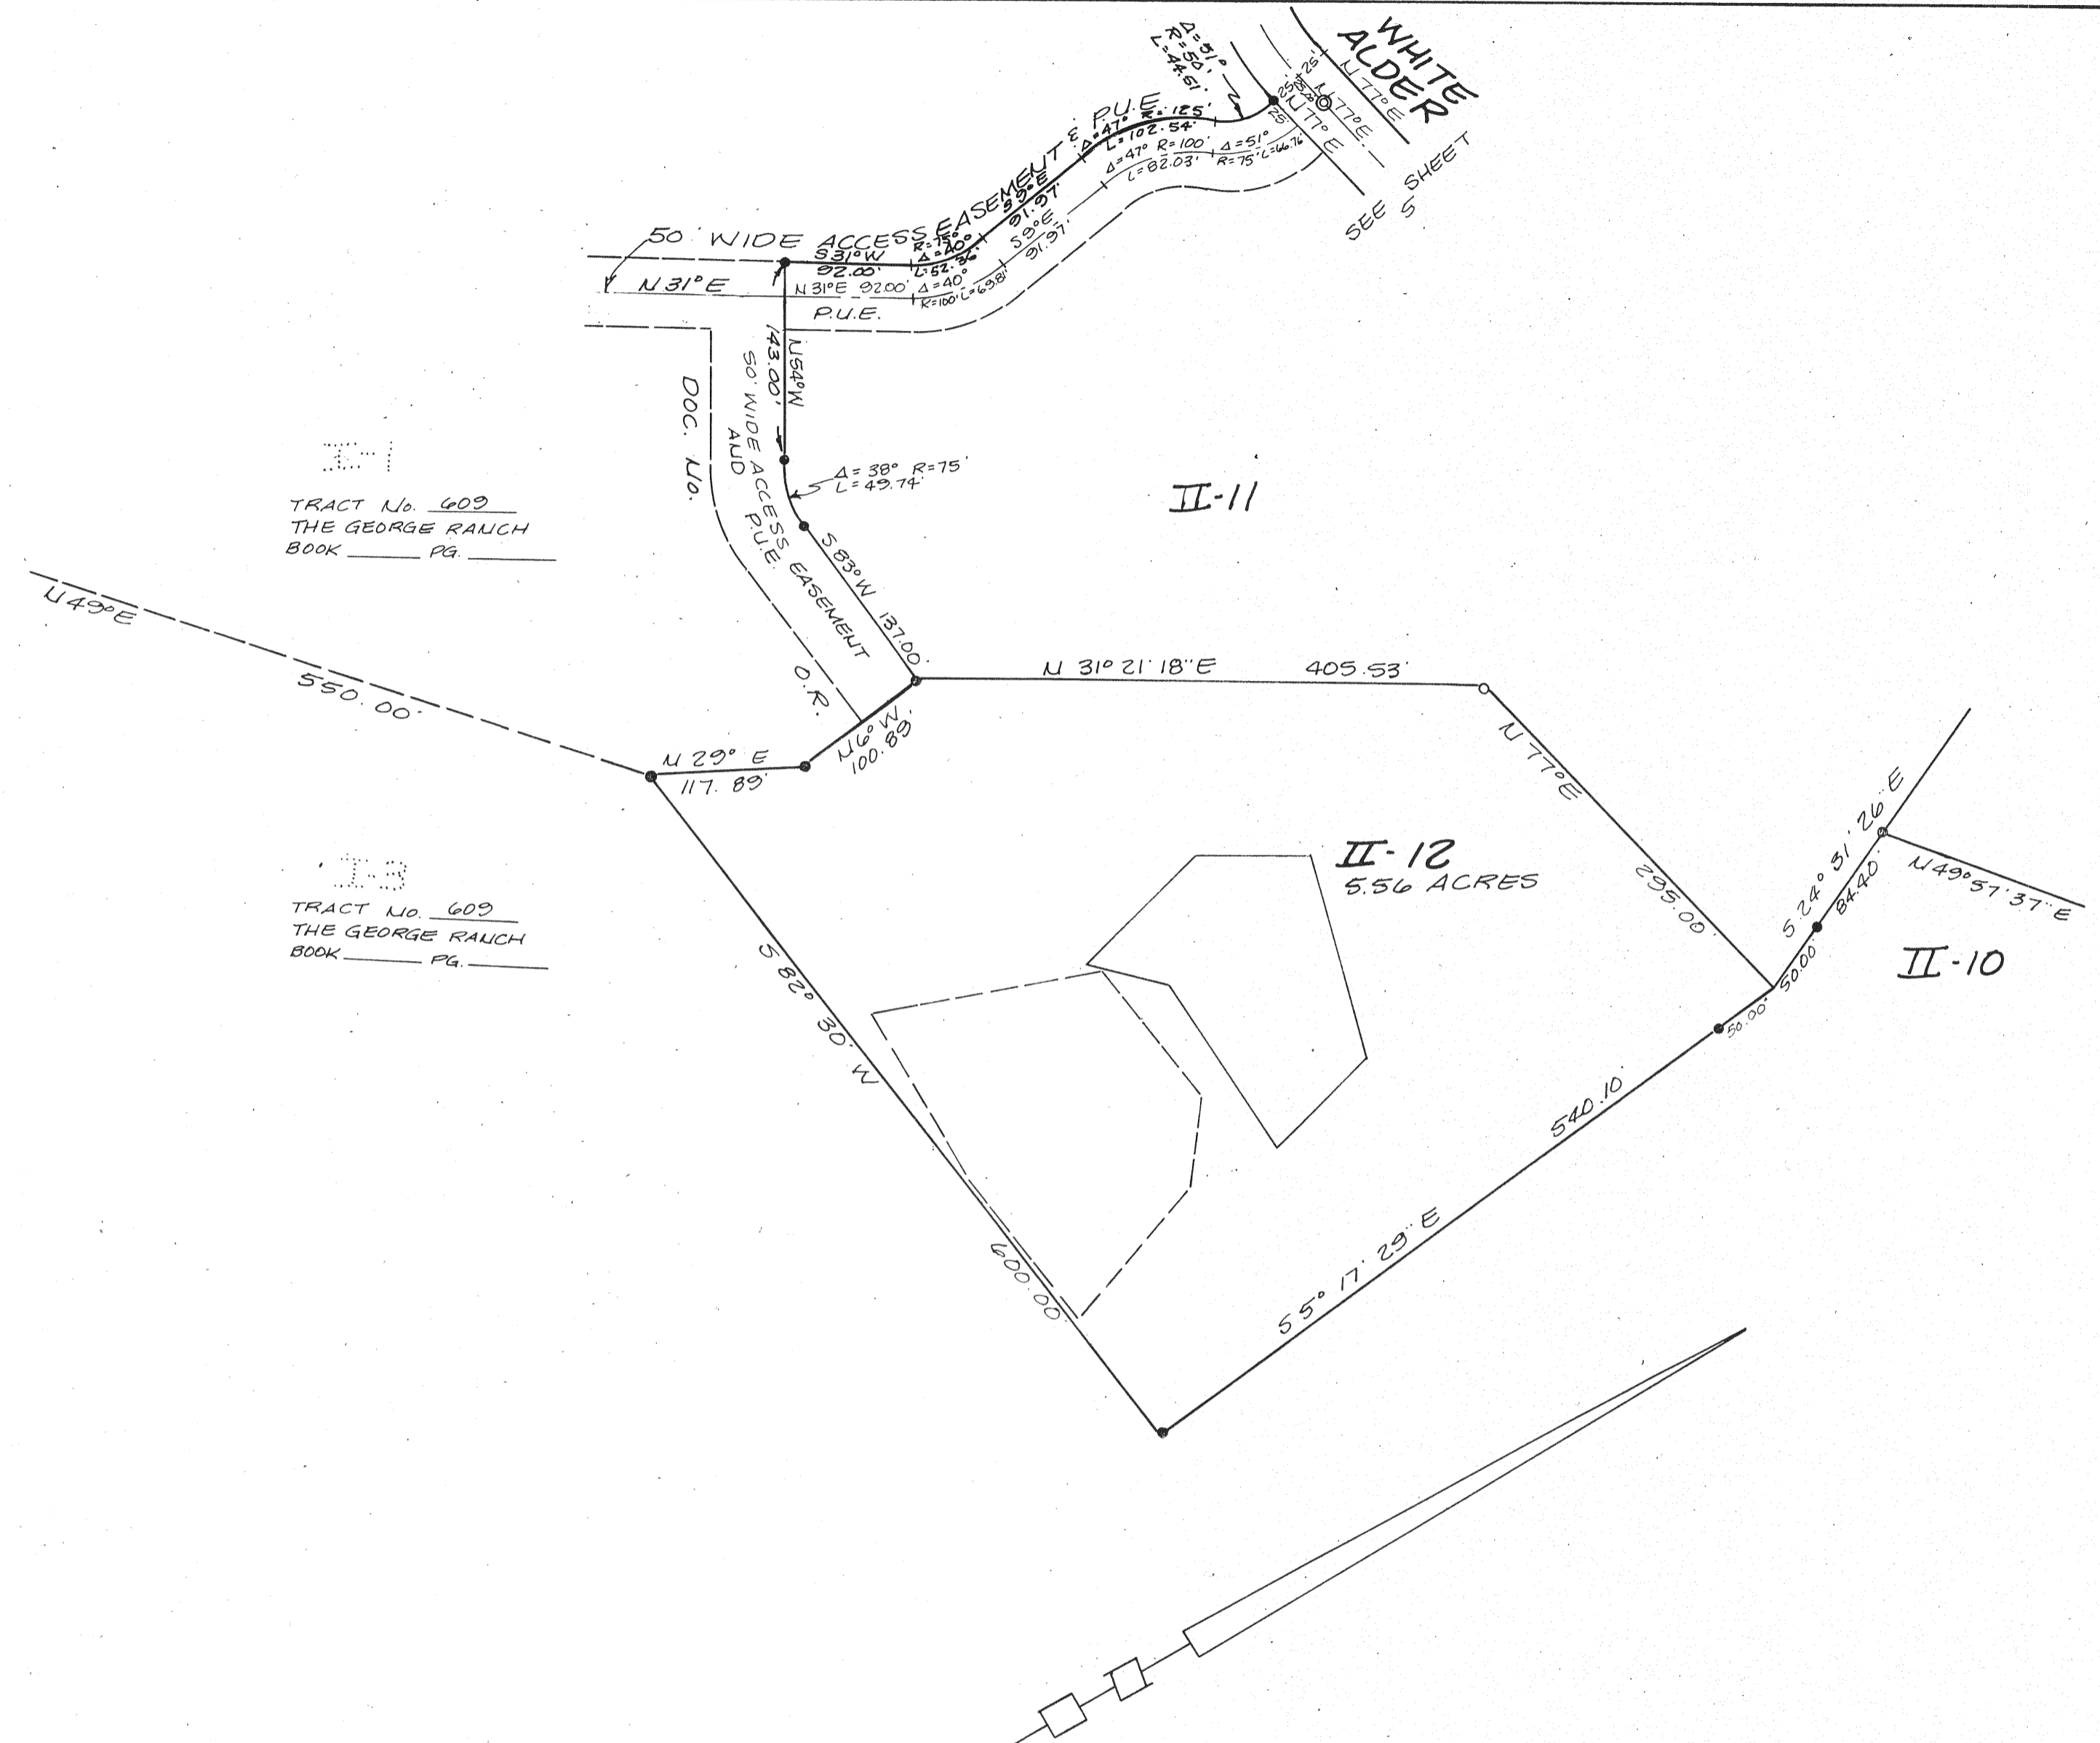 WHITE
ALDER
N 77° E
N 77° E
N 77° E
25'
25'
25'
SEE SHEET
5
Δ= 51°
R= 50'
L=44.51'
50' WIDE ACCESS EASEMENT & P.U.E.
Δ=47° R= 125'
L=102.54'
Δ=47° R=100'
L=82.03'
Δ=51°
R=75' L=66.76'
S 9° E
91.97'
S 9° E
91.97'
R=75'
Δ=40°
L=52.36'
S 31° W
92.00'
N 31° E
N 31° E 92.00'
Δ=40°
R=100' L=69.81'
P.U.E.
N 54° W
143.00'
50' WIDE ACCESS EASEMENT
AND
P.U.E.
DOC. No.
O.R.
Δ= 38° R=75'
L= 49.74'
S 83° W 137.00'
II-11
I-1
TRACT No. 609
THE GEORGE RANCH
BOOK PG.
N 49° E
550.00'
N 31° 21' 18" E 405.53'
N 29° E
117.89'
N 6° W
100.89'
N 77° E
295.00'
S 24° 31' 26" E
84.40'
50.00'
50.00'
N 49° 57' 37" E
II-10
II-12
5.56 ACRES
I-3
TRACT No. 609
THE GEORGE RANCH
BOOK PG.
S 82° 30' W
600.00'
540.10'
S 5° 17' 29" E